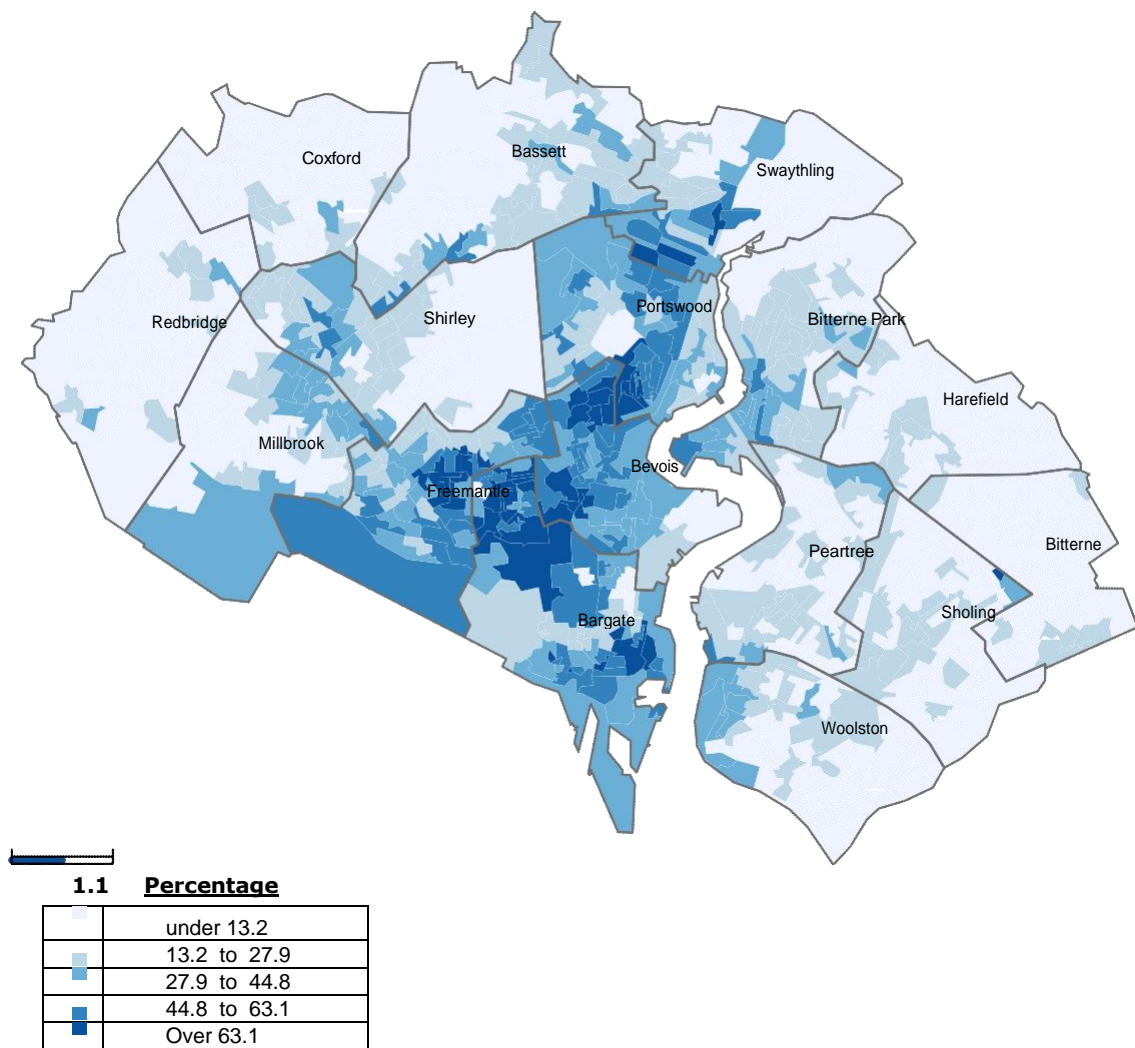 Coxford
Bassett
Swaythling
Redbridge
Shirley
Portswood
Bitterne Park
Harefield
Millbrook
Bevois
Freemantle
Peartree
Bitterne
Bargate
Sholing
Woolston
1.1 Percentage
under 13.2
13.2 to 27.9
27.9 to 44.8
44.8 to 63.1
Over 63.1